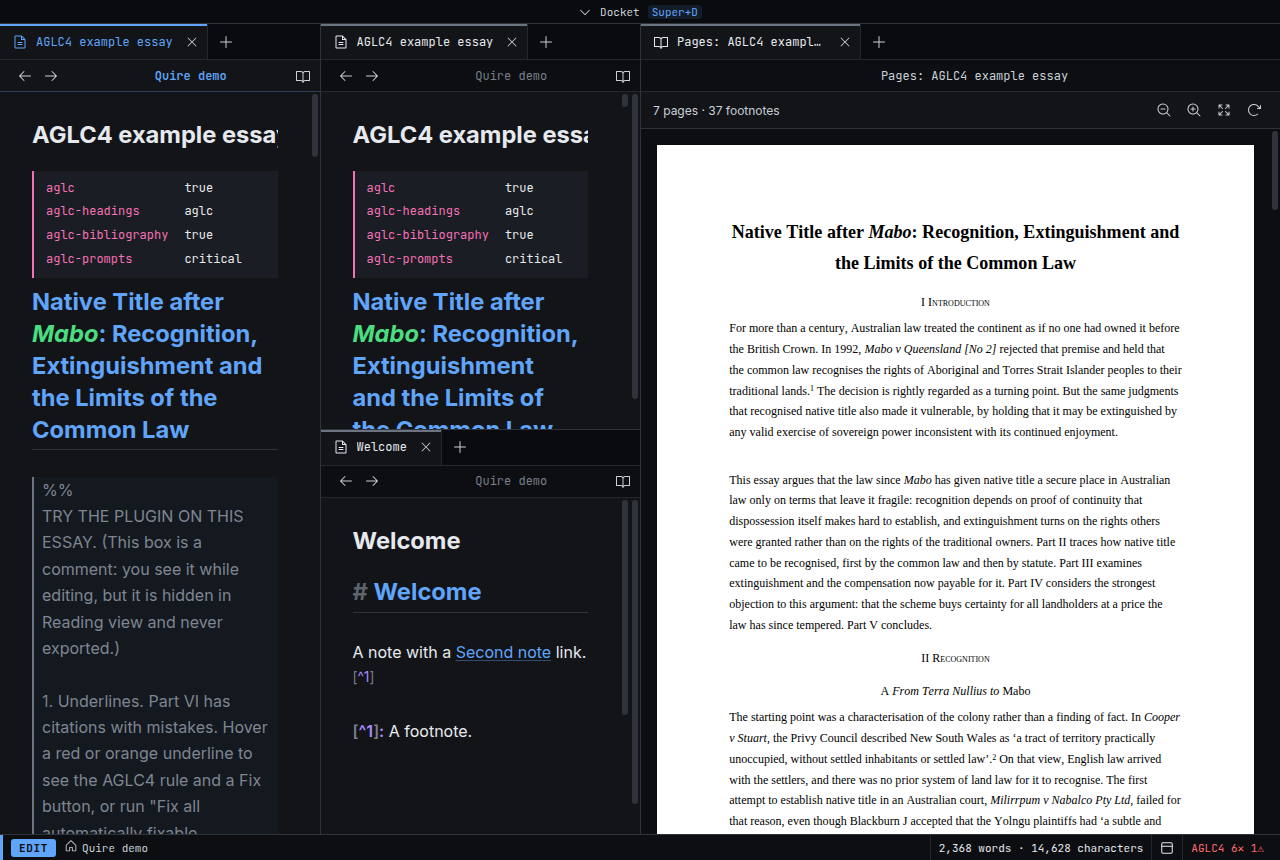 Docket Super+D
AGLC4 example essay
Quire demo
AGLC4 example essay
aglc true
aglc-headings aglc
aglc-bibliography true
aglc-prompts critical
Native Title after
Mabo: Recognition,
Extinguishment and
the Limits of the
Common Law
%%
TRY THE PLUGIN ON THIS
ESSAY. (This box is a
comment: you see it while
editing, but it is hidden in
Reading view and never
exported.)
1. Underlines. Part VI has
citations with mistakes. Hover
a red or orange underline to
see the AGLC4 rule and a Fix
button, or run "Fix all
automatically fixable
AGLC4 example essay
Quire demo
AGLC4 example essa
aglc true
aglc-headings aglc
aglc-bibliography true
aglc-prompts critical
Native Title after
Mabo: Recognition,
Extinguishment
and the Limits of
the Common Law
Welcome
Quire demo
Welcome
# Welcome
A note with a Second note link.
[^1]
[^1]: A footnote.
Pages: AGLC4 exampl…
Pages: AGLC4 example essay
7 pages · 37 footnotes
Native Title after Mabo: Recognition, Extinguishment and
the Limits of the Common Law
I Introduction
For more than a century, Australian law treated the continent as if no one had owned it before
the British Crown. In 1992, Mabo v Queensland [No 2] rejected that premise and held that
the common law recognises the rights of Aboriginal and Torres Strait Islander peoples to their
traditional lands.¹ The decision is rightly regarded as a turning point. But the same judgments
that recognised native title also made it vulnerable, by holding that it may be extinguished by
any valid exercise of sovereign power inconsistent with its continued enjoyment.
This essay argues that the law since Mabo has given native title a secure place in Australian
law only on terms that leave it fragile: recognition depends on proof of continuity that
dispossession itself makes hard to establish, and extinguishment turns on the rights others
were granted rather than on the rights of the traditional owners. Part II traces how native title
came to be recognised, first by the common law and then by statute. Part III examines
extinguishment and the compensation now payable for it. Part IV considers the strongest
objection to this argument: that the scheme buys certainty for all landholders at a price the
law has since tempered. Part V concludes.
II Recognition
A From Terra Nullius to Mabo
The starting point was a characterisation of the colony rather than a finding of fact. In Cooper
v Stuart, the Privy Council described New South Wales as ‘a tract of territory practically
unoccupied, without settled inhabitants or settled law’.² On that view, English law arrived
with the settlers, and there was no prior system of land law for it to recognise. The first
attempt to establish native title in an Australian court, Milirrpum v Nabalco Pty Ltd, failed for
that reason, even though Blackburn J accepted that the Yolngu plaintiffs had ‘a subtle and
EDIT Quire demo
2,368 words · 14,628 characters
AGLC4 6× 1⚠